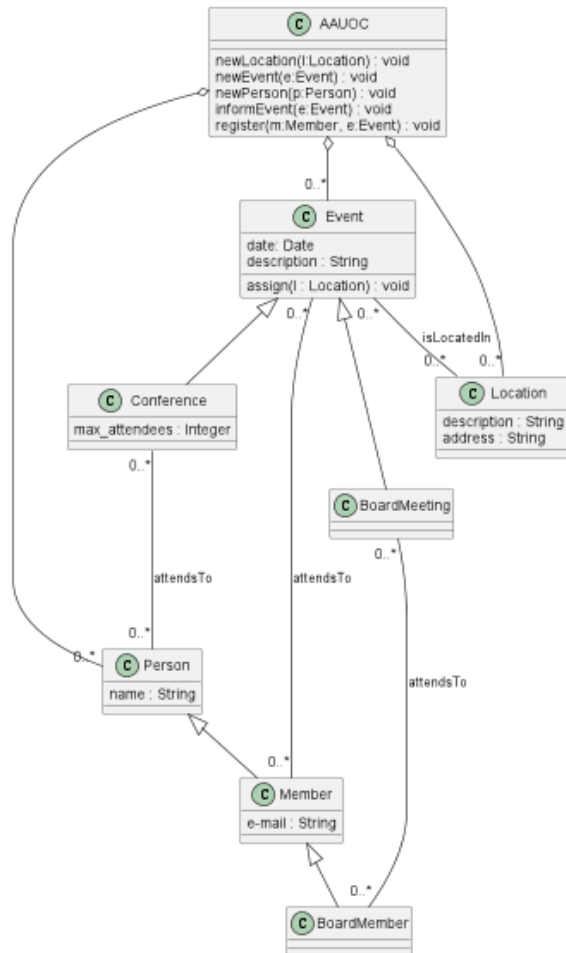 C AAUOC
newLocation(l:Location) : void
newEvent(e:Event) : void
newPerson(p:Person) : void
informEvent(e:Event) : void
register(m:Member, e:Event) : void
0..*
C Event
date: Date
description : String
assign(l : Location) : void
0..*
0..*
isLocatedIn
0..*
0..*
C Conference
max_attendees : Integer
C Location
description : String
address : String
0..*
C BoardMeeting
0..*
attendsTo
attendsTo
0..*
0..*
C Person
name : String
attendsTo
0..*
C Member
e-mail : String
0..*
C BoardMember